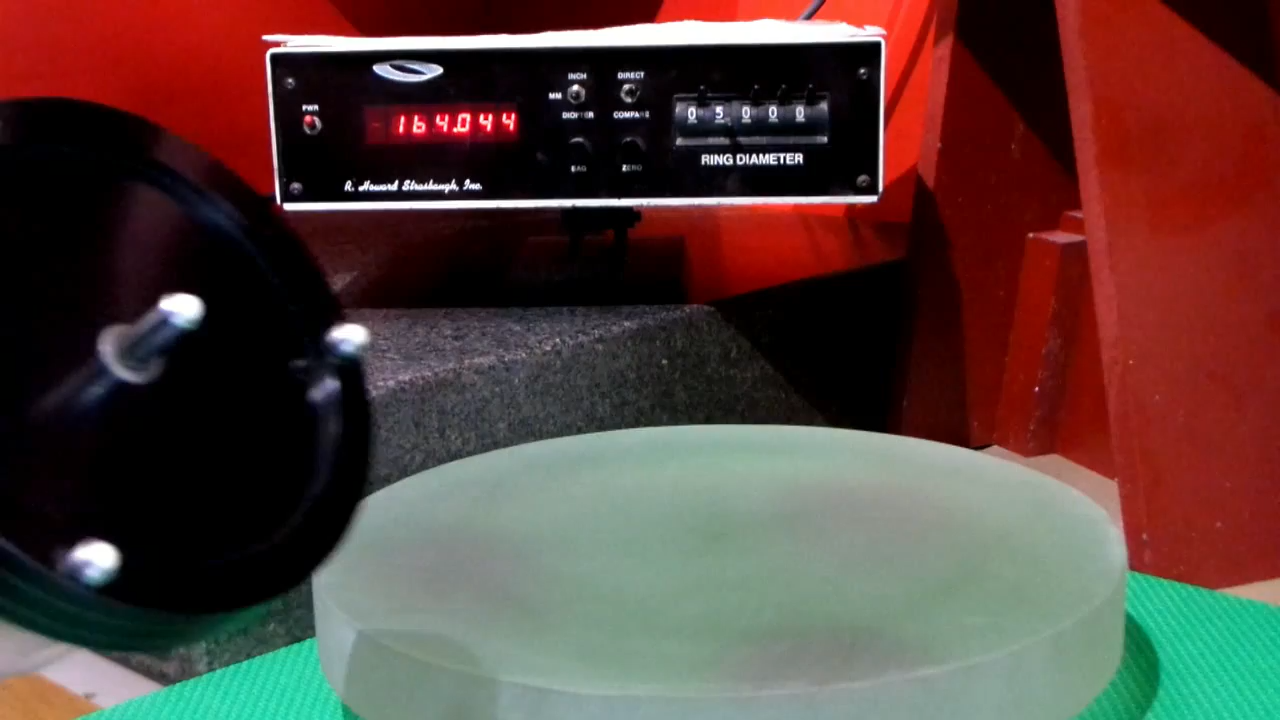 INCH
DIRECT
PWR
MM
- 164.044
DIOPTER
COMPARE
0 5 0 0 0
RING DIAMETER
RAD
ZERO
R. Howard Strasbaugh, Inc.